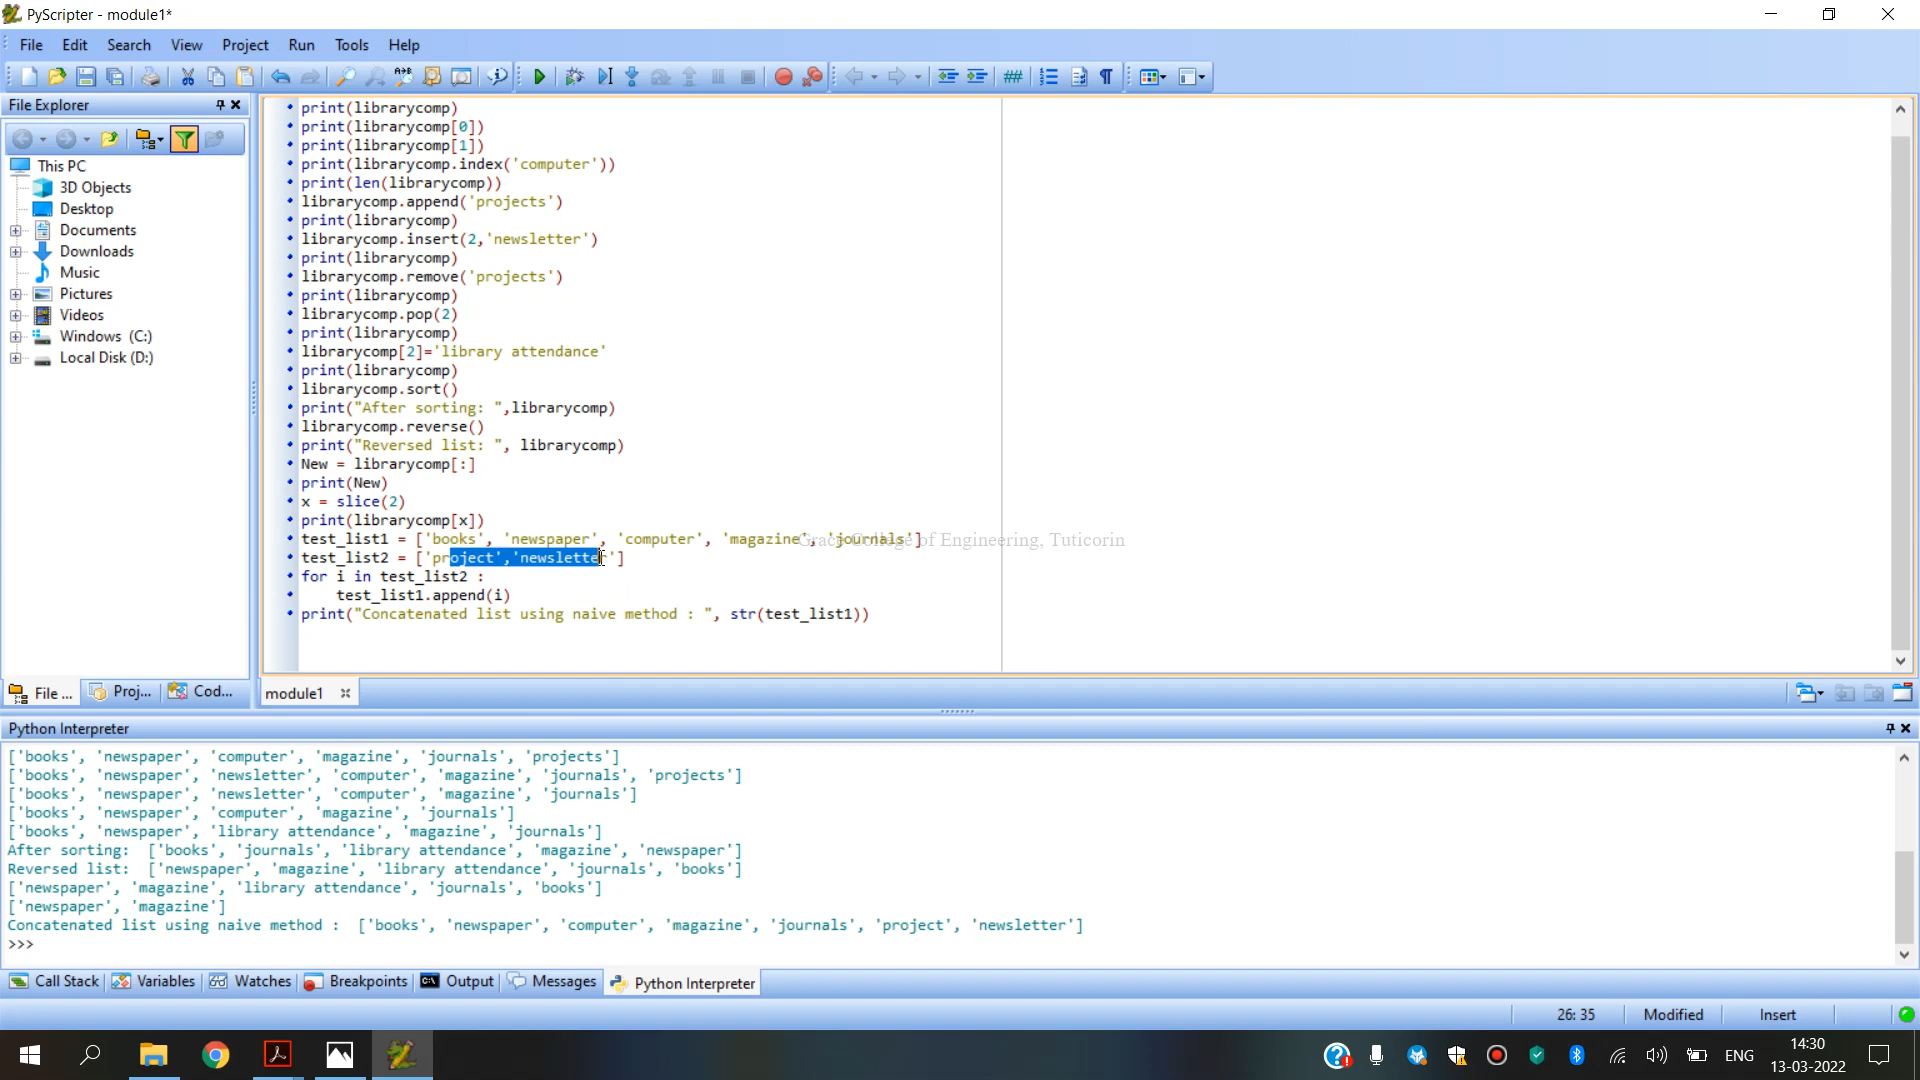 PyScripter - module1*
File Edit Search View Project Run Tools Help
File Explorer
This PC
3D Objects
Desktop
Documents
Downloads
Music
Pictures
Videos
Windows (C:)
Local Disk (D:)
File ... Proj... Cod...
print(librarycomp)
print(librarycomp[0])
print(librarycomp[1])
print(librarycomp.index('computer'))
print(len(librarycomp))
librarycomp.append('projects')
print(librarycomp)
librarycomp.insert(2,'newsletter')
print(librarycomp)
librarycomp.remove('projects')
print(librarycomp)
librarycomp.pop(2)
print(librarycomp)
librarycomp[2]='library attendance'
print(librarycomp)
librarycomp.sort()
print("After sorting: ",librarycomp)
librarycomp.reverse()
print("Reversed list: ", librarycomp)
New = librarycomp[:]
print(New)
x = slice(2)
print(librarycomp[x])
test_list1 = ['books', 'newspaper', 'computer', 'magazine', 'journals']
Grace College of Engineering, Tuticorin
test_list2 = ['project','newsletter']
for i in test_list2 :
    test_list1.append(i)
print("Concatenated list using naive method : ", str(test_list1))
module1
Python Interpreter
['books', 'newspaper', 'computer', 'magazine', 'journals', 'projects']
['books', 'newspaper', 'newsletter', 'computer', 'magazine', 'journals', 'projects']
['books', 'newspaper', 'newsletter', 'computer', 'magazine', 'journals']
['books', 'newspaper', 'computer', 'magazine', 'journals']
['books', 'newspaper', 'library attendance', 'magazine', 'journals']
After sorting:  ['books', 'journals', 'library attendance', 'magazine', 'newspaper']
Reversed list:  ['newspaper', 'magazine', 'library attendance', 'journals', 'books']
['newspaper', 'magazine', 'library attendance', 'journals', 'books']
['newspaper', 'magazine']
Concatenated list using naive method :  ['books', 'newspaper', 'computer', 'magazine', 'journals', 'project', 'newsletter']
>>>
Call Stack Variables Watches Breakpoints Output Messages Python Interpreter
26: 35 Modified Insert
ENG
14:30
13-03-2022